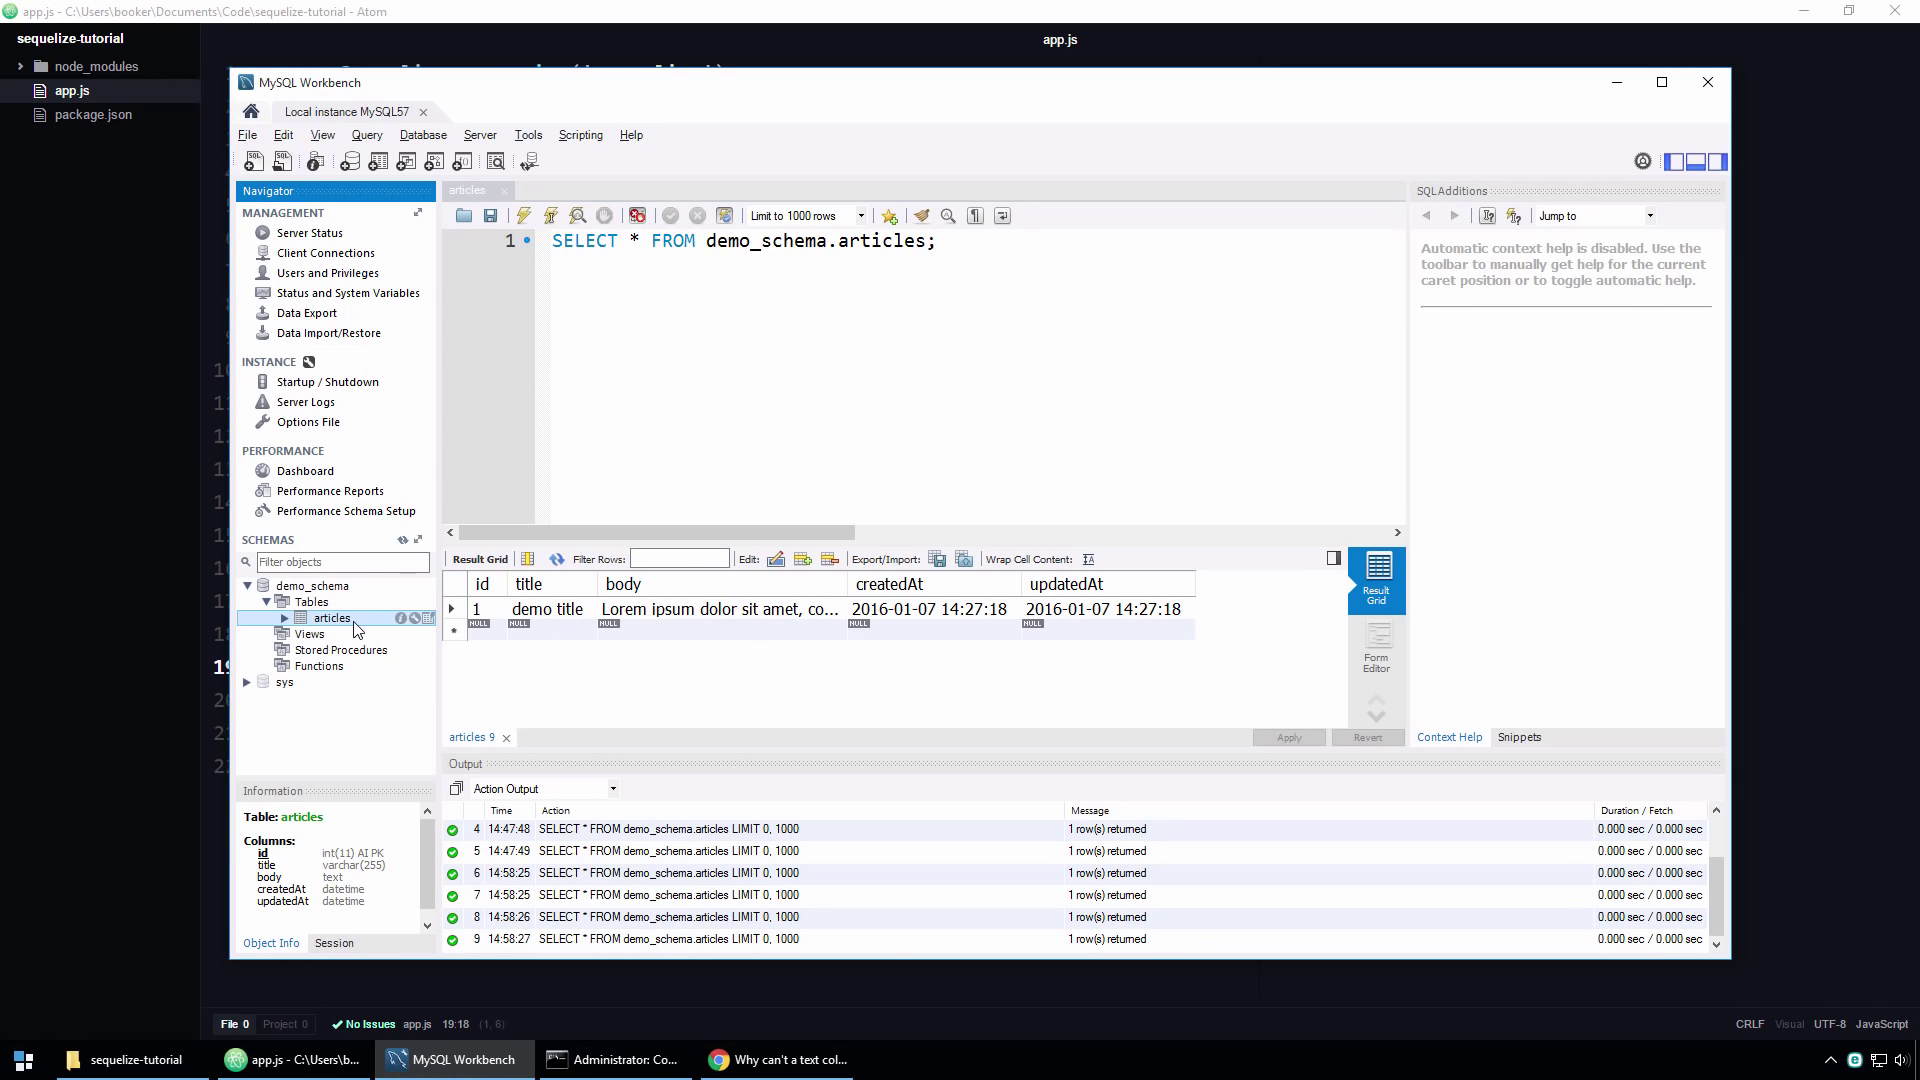 app.js - C:\Users\booker\Documents\Code\sequelize-tutorial - Atom
sequelize-tutorial
node_modules
app.js
package.json
app.js
MySQL Workbench
Local instance MySQL57
File Edit View Query Database Server Tools Scripting Help
Navigator
MANAGEMENT
Server Status
Client Connections
Users and Privileges
Status and System Variables
Data Export
Data Import/Restore
INSTANCE
Startup / Shutdown
Server Logs
Options File
PERFORMANCE
Dashboard
Performance Reports
Performance Schema Setup
SCHEMAS
Filter objects
demo_schema
Tables
articles
Views
Stored Procedures
Functions
sys
Information
Table: articles
Columns:
id int(11) AI PK
title varchar(255)
body text
createdAt datetime
updatedAt datetime
Object Info Session
articles
Limit to 1000 rows
1 SELECT * FROM demo_schema.articles;
Result Grid Filter Rows: Edit: Export/Import: Wrap Cell Content:
id title body createdAt updatedAt
1 demo title Lorem ipsum dolor sit amet, co... 2016-01-07 14:27:18 2016-01-07 14:27:18
NULL NULL NULL NULL NULL
Result
Grid
Form
Editor
articles 9
Apply Revert
SQLAdditions
Jump to
Automatic context help is disabled. Use the
toolbar to manually get help for the current
caret position or to toggle automatic help.
Context Help Snippets
Output
Action Output
Time Action Message Duration / Fetch
4 14:47:48 SELECT * FROM demo_schema.articles LIMIT 0, 1000 1 row(s) returned 0.000 sec / 0.000 sec
5 14:47:49 SELECT * FROM demo_schema.articles LIMIT 0, 1000 1 row(s) returned 0.000 sec / 0.000 sec
6 14:58:25 SELECT * FROM demo_schema.articles LIMIT 0, 1000 1 row(s) returned 0.000 sec / 0.000 sec
7 14:58:25 SELECT * FROM demo_schema.articles LIMIT 0, 1000 1 row(s) returned 0.000 sec / 0.000 sec
8 14:58:26 SELECT * FROM demo_schema.articles LIMIT 0, 1000 1 row(s) returned 0.000 sec / 0.000 sec
9 14:58:27 SELECT * FROM demo_schema.articles LIMIT 0, 1000 1 row(s) returned 0.000 sec / 0.000 sec
19
File 0 Project 0 No Issues app.js 19:18 (1, 6) CRLF Visual UTF-8 JavaScript
sequelize-tutorial app.js - C:\Users\b... MySQL Workbench Administrator: Co... Why can't a text col...